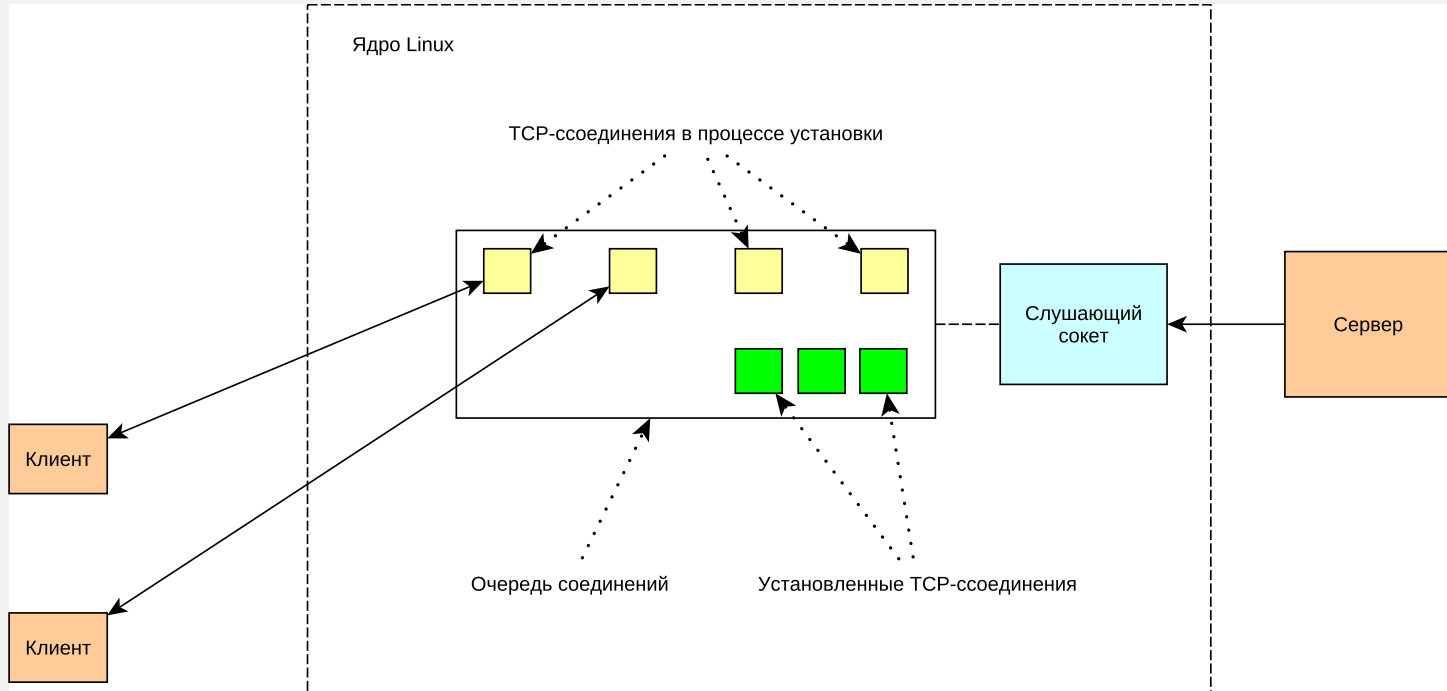 Ядро Linux
TCP-ссоединения в процессе установки
Слушающий
сокет
Сервер
Клиент
Очередь соединений
Установленные TCP-ссоединения
Клиент